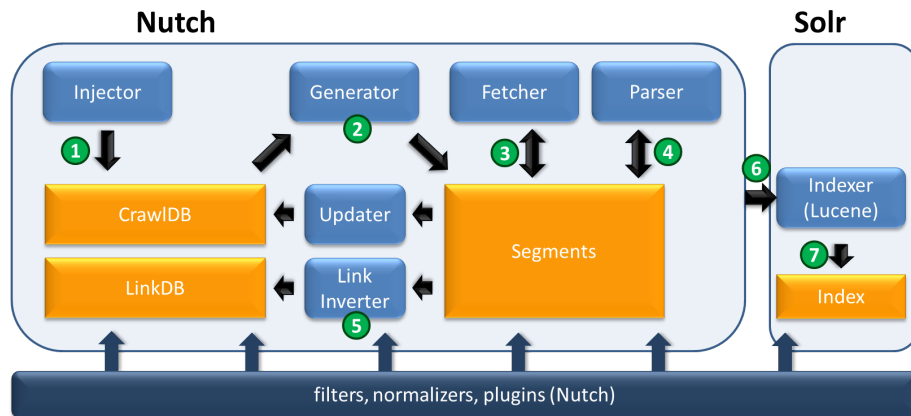 Nutch
Solr
Injector
Generator
Fetcher
Parser
1
2
3
4
6
CrawlDB
Updater
Segments
Indexer
(Lucene)
7
LinkDB
Link
Inverter
5
Index
filters, normalizers, plugins (Nutch)